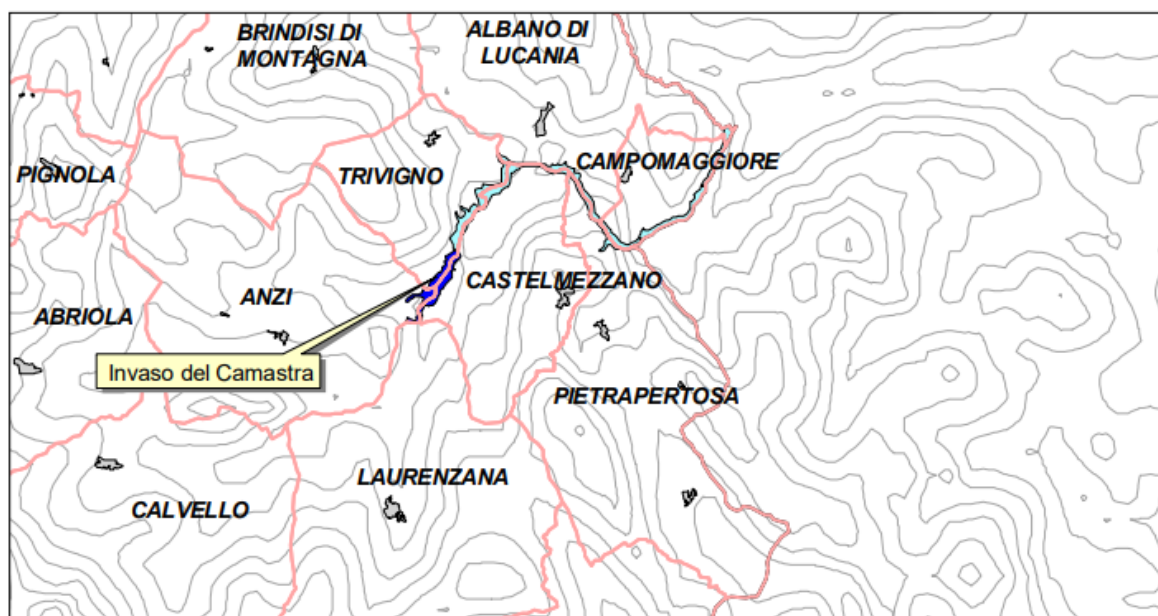 BRINDISI DI
MONTAGNA
ALBANO DI
LUCANIA
PIGNOLA
TRIVIGNO
CAMPOMAGGIORE
ANZI
CASTELMEZZANO
ABRIOLA
Invaso del Camastra
PIETRAPERTOSA
LAURENZANA
CALVELLO